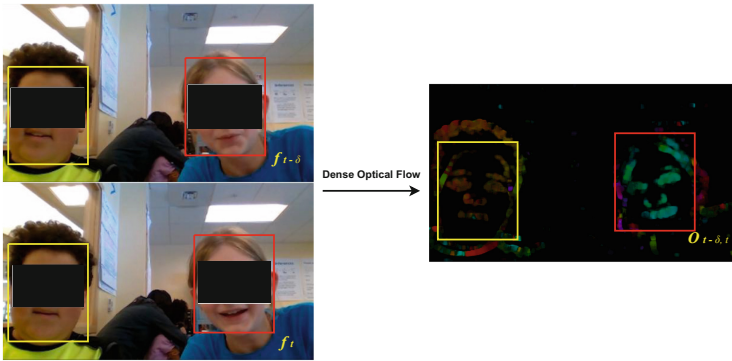 f t - δ
Dense Optical Flow
O t - δ, i
f t